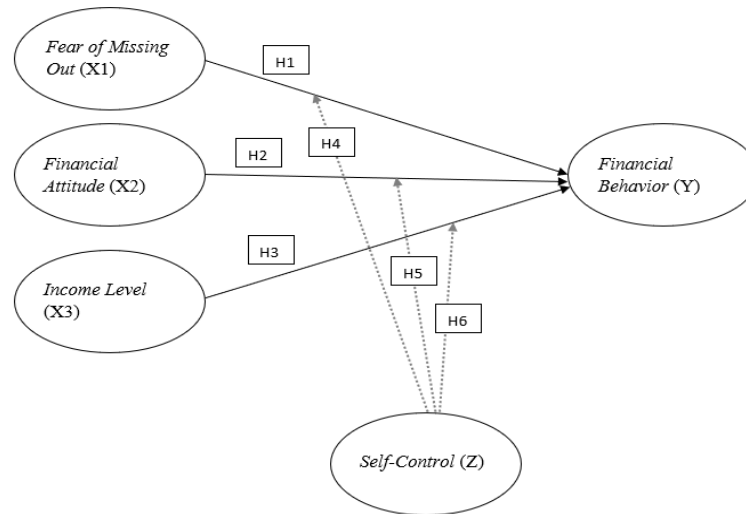 Fear of Missing
Out (X1)
H1
H4
Financial
Attitude (X2)
H2
Financial
Behavior (Y)
H3
H5
Income Level
(X3)
H6
Self-Control (Z)